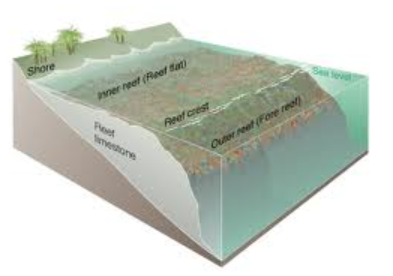 Shore
Inner reef (Reef flat)
Sea level
Reef crest
Outer reef (Fore reef)
Reef
limestone